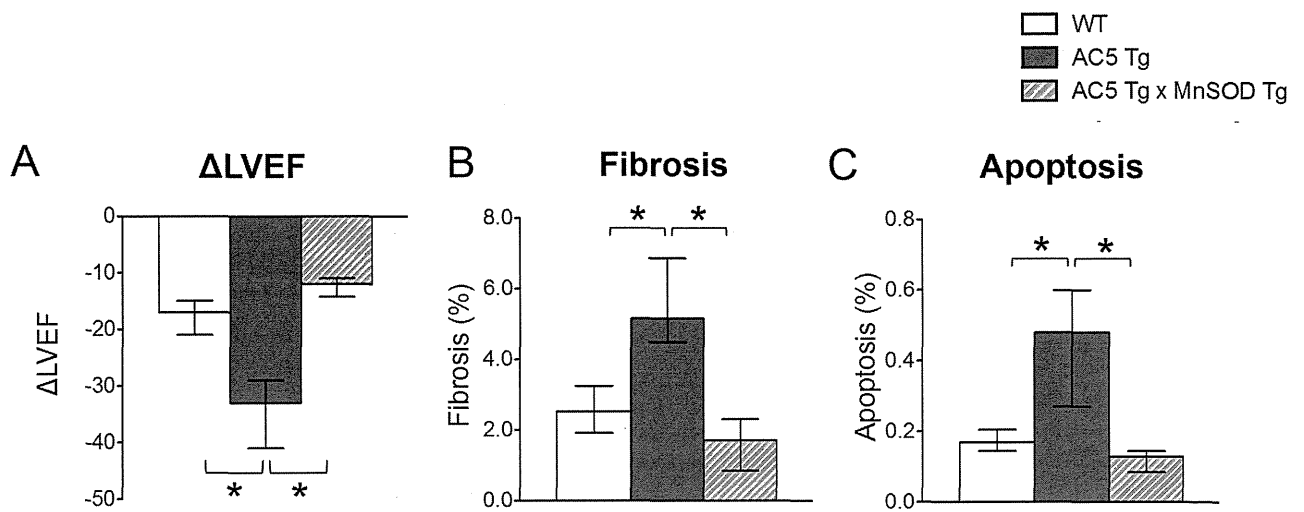 WT
AC5 Tg
AC5 Tg x MnSOD Tg
A
ΔLVEF
0
-10
-20
-30
-40
-50
ΔLVEF
*
*
B
Fibrosis
8.0
6.0
4.0
2.0
0.0
Fibrosis (%)
*
*
C
Apoptosis
0.8
0.6
0.4
0.2
0.0
Apoptosis (%)
*
*